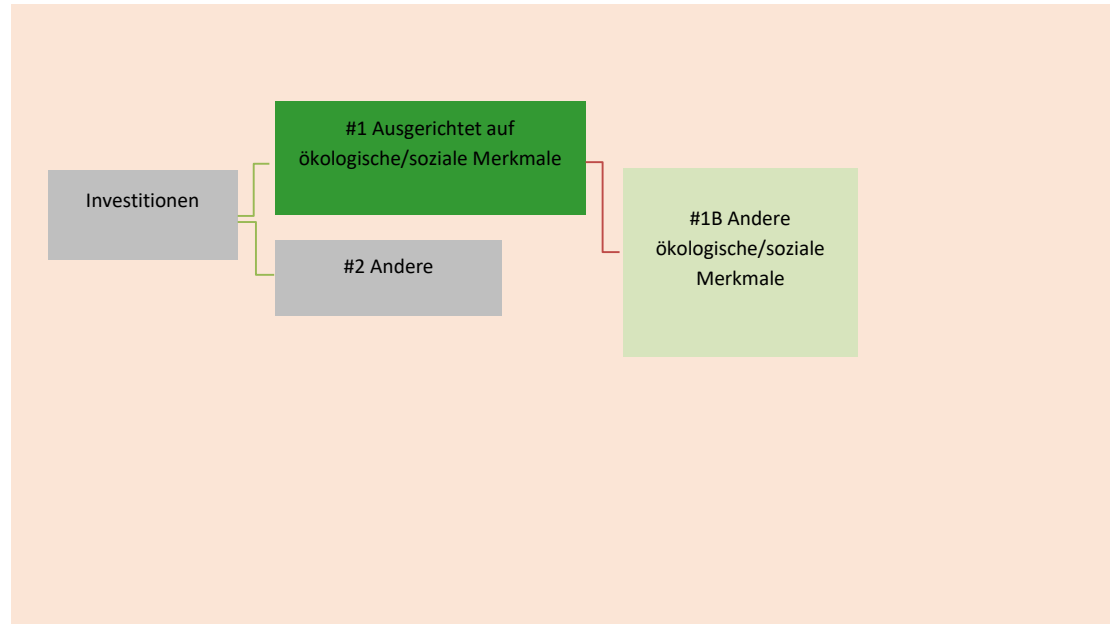 Investitionen
#1 Ausgerichtet auf
ökologische/soziale Merkmale
#2 Andere
#1B Andere
ökologische/soziale
Merkmale